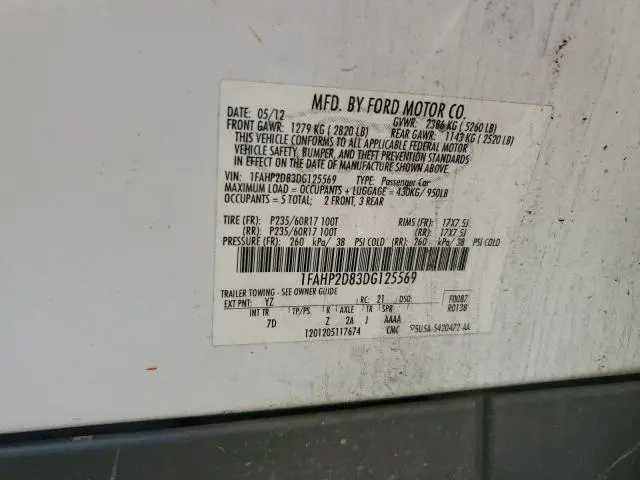 MFD. BY FORD MOTOR CO.
DATE: 05/12 GVWR: 2386 KG ( 5260 LB)
FRONT GAWR: 1279 KG ( 2820 LB) REAR GAWR: 1143 KG ( 2520 LB)
THIS VEHICLE CONFORMS TO ALL APPLICABLE FEDERAL MOTOR
VEHICLE SAFETY, BUMPER, AND THEFT PREVENTION STANDARDS
IN EFFECT ON THE DATE OF MANUFACTURE SHOWN ABOVE.
VIN: 1FAHP2D83DG125569 TYPE: Passenger Car
MAXIMUM LOAD = OCCUPANTS + LUGGAGE = 430KG/ 950LB
OCCUPANTS = 5 TOTAL; 2 FRONT, 3 REAR
TIRE (FR): P235/60R17 100T RIMS (FR): 17X7.5J
(RR): P235/60R17 100T (RR): 17X7.5J
PRESSURE (FR): 260 kPa/ 38 PSI COLD (RR): 260 kPa/ 38 PSI COLD
1FAHP2D83DG125569
TRAILER TOWING - SEE OWNER GUIDE
EXT PNT: YZ RC: 21 DSO: F0087
INT TR TP/PS R AXLE TR SPR R0138
7D Z 2A J AAAA
1201205117674 CMC 5U5A-5420472-AA